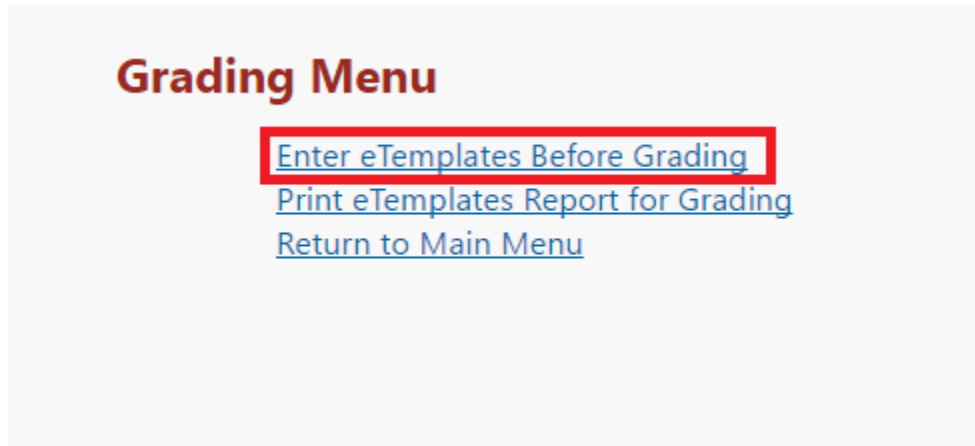 Grading Menu
Enter eTemplates Before Grading
Print eTemplates Report for Grading
Return to Main Menu